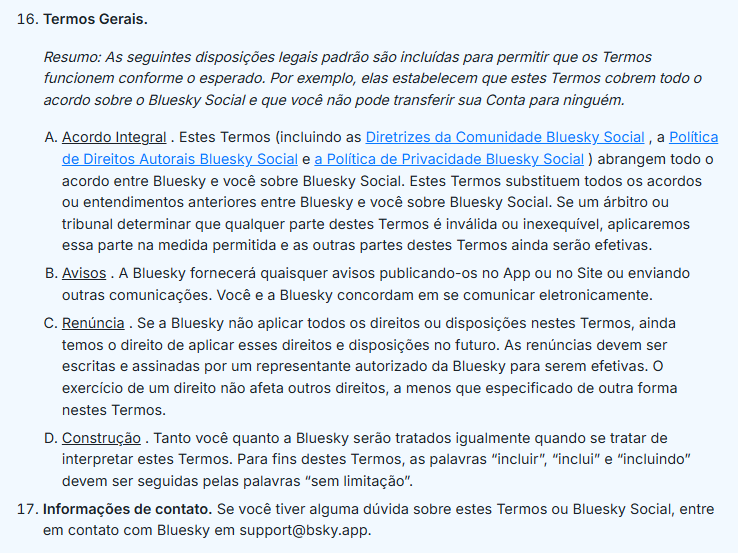 16. Termos Gerais.
Resumo: As seguintes disposições legais padrão são incluídas para permitir que os Termos
funcionem conforme o esperado. Por exemplo, elas estabelecem que estes Termos cobrem todo o
acordo sobre o Bluesky Social e que você não pode transferir sua Conta para ninguém.
A. Acordo Integral . Estes Termos (incluindo as Diretrizes da Comunidade Bluesky Social , a Política
de Direitos Autorais Bluesky Social e a Política de Privacidade Bluesky Social ) abrangem todo o
acordo entre Bluesky e você sobre Bluesky Social. Estes Termos substituem todos os acordos
ou entendimentos anteriores entre Bluesky e você sobre Bluesky Social. Se um árbitro ou
tribunal determinar que qualquer parte destes Termos é inválida ou inexequível, aplicaremos
essa parte na medida permitida e as outras partes destes Termos ainda serão efetivas.
B. Avisos . A Bluesky fornecerá quaisquer avisos publicando-os no App ou no Site ou enviando
outras comunicações. Você e a Bluesky concordam em se comunicar eletronicamente.
C. Renúncia . Se a Bluesky não aplicar todos os direitos ou disposições nestes Termos, ainda
temos o direito de aplicar esses direitos e disposições no futuro. As renúncias devem ser
escritas e assinadas por um representante autorizado da Bluesky para serem efetivas. O
exercício de um direito não afeta outros direitos, a menos que especificado de outra forma
nestes Termos.
D. Construção . Tanto você quanto a Bluesky serão tratados igualmente quando se tratar de
interpretar estes Termos. Para fins destes Termos, as palavras “incluir”, “inclui” e “incluindo”
devem ser seguidas pelas palavras “sem limitação”.
17. Informações de contato. Se você tiver alguma dúvida sobre estes Termos ou Bluesky Social, entre
em contato com Bluesky em support@bsky.app.